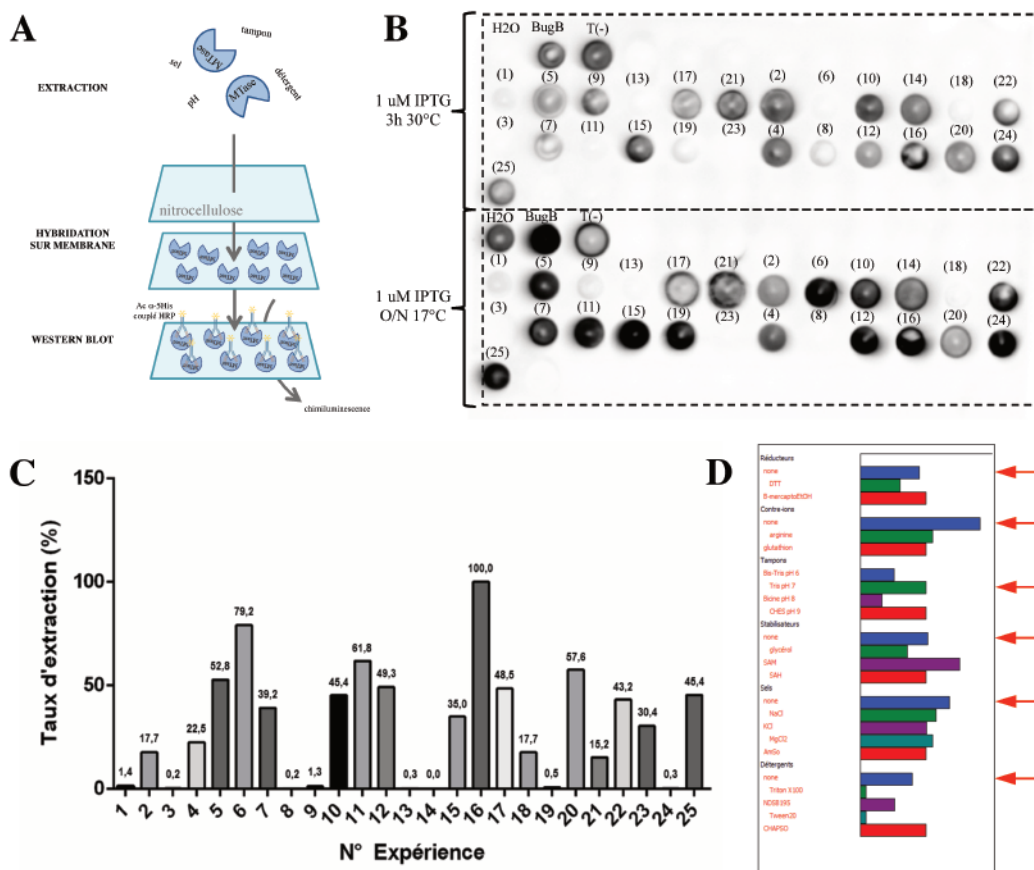 A
EXTRACTION
tampon
sel
MTase
MTase
pH
détergent
nitrocellulose
HYBRIDATION
SUR MEMBRANE
Ac α-5His
couplé HRP
WESTERN BLOT
chimiluminescence
B
H2O BugB T(-)
(1) (5) (9) (13) (17) (21) (2) (6) (10) (14) (18) (22)
1 uM IPTG
3h 30°C
(3) (7) (11) (15) (19) (23) (4) (8) (12) (16) (20) (24)
(25)
H2O BugB T(-)
(1) (5) (9) (13) (17) (21) (2) (6) (10) (14) (18) (22)
1 uM IPTG
O/N 17°C
(3) (7) (11) (15) (19) (23) (4) (8) (12) (16) (20) (24)
(25)
C
Taux d'extraction (%)
150
100
50
0
1,4 17,7 0,2 22,5 52,8 79,2 39,2 0,2 1,3 45,4 61,8 49,3 0,3 0,0 35,0 100,0 48,5 17,7 0,5 57,6 15,2 43,2 30,4 0,3 45,4
1 2 3 4 5 6 7 8 9 10 11 12 13 14 15 16 17 18 19 20 21 22 23 24 25
N° Expérience
D
Réducteurs
none
DTT
B-mercaptoEtOH
Contre-ions
none
arginine
glutathion
Tampons
Bis-Tris pH 6
Tris pH 7
Bicine pH 8
CHES pH 9
Stabilisateurs
none
glycérol
SAM
SAH
Sels
none
NaCl
KCl
MgCl2
AmSo
Détergents
none
Triton X100
NDSB195
Tween20
CHAPSO